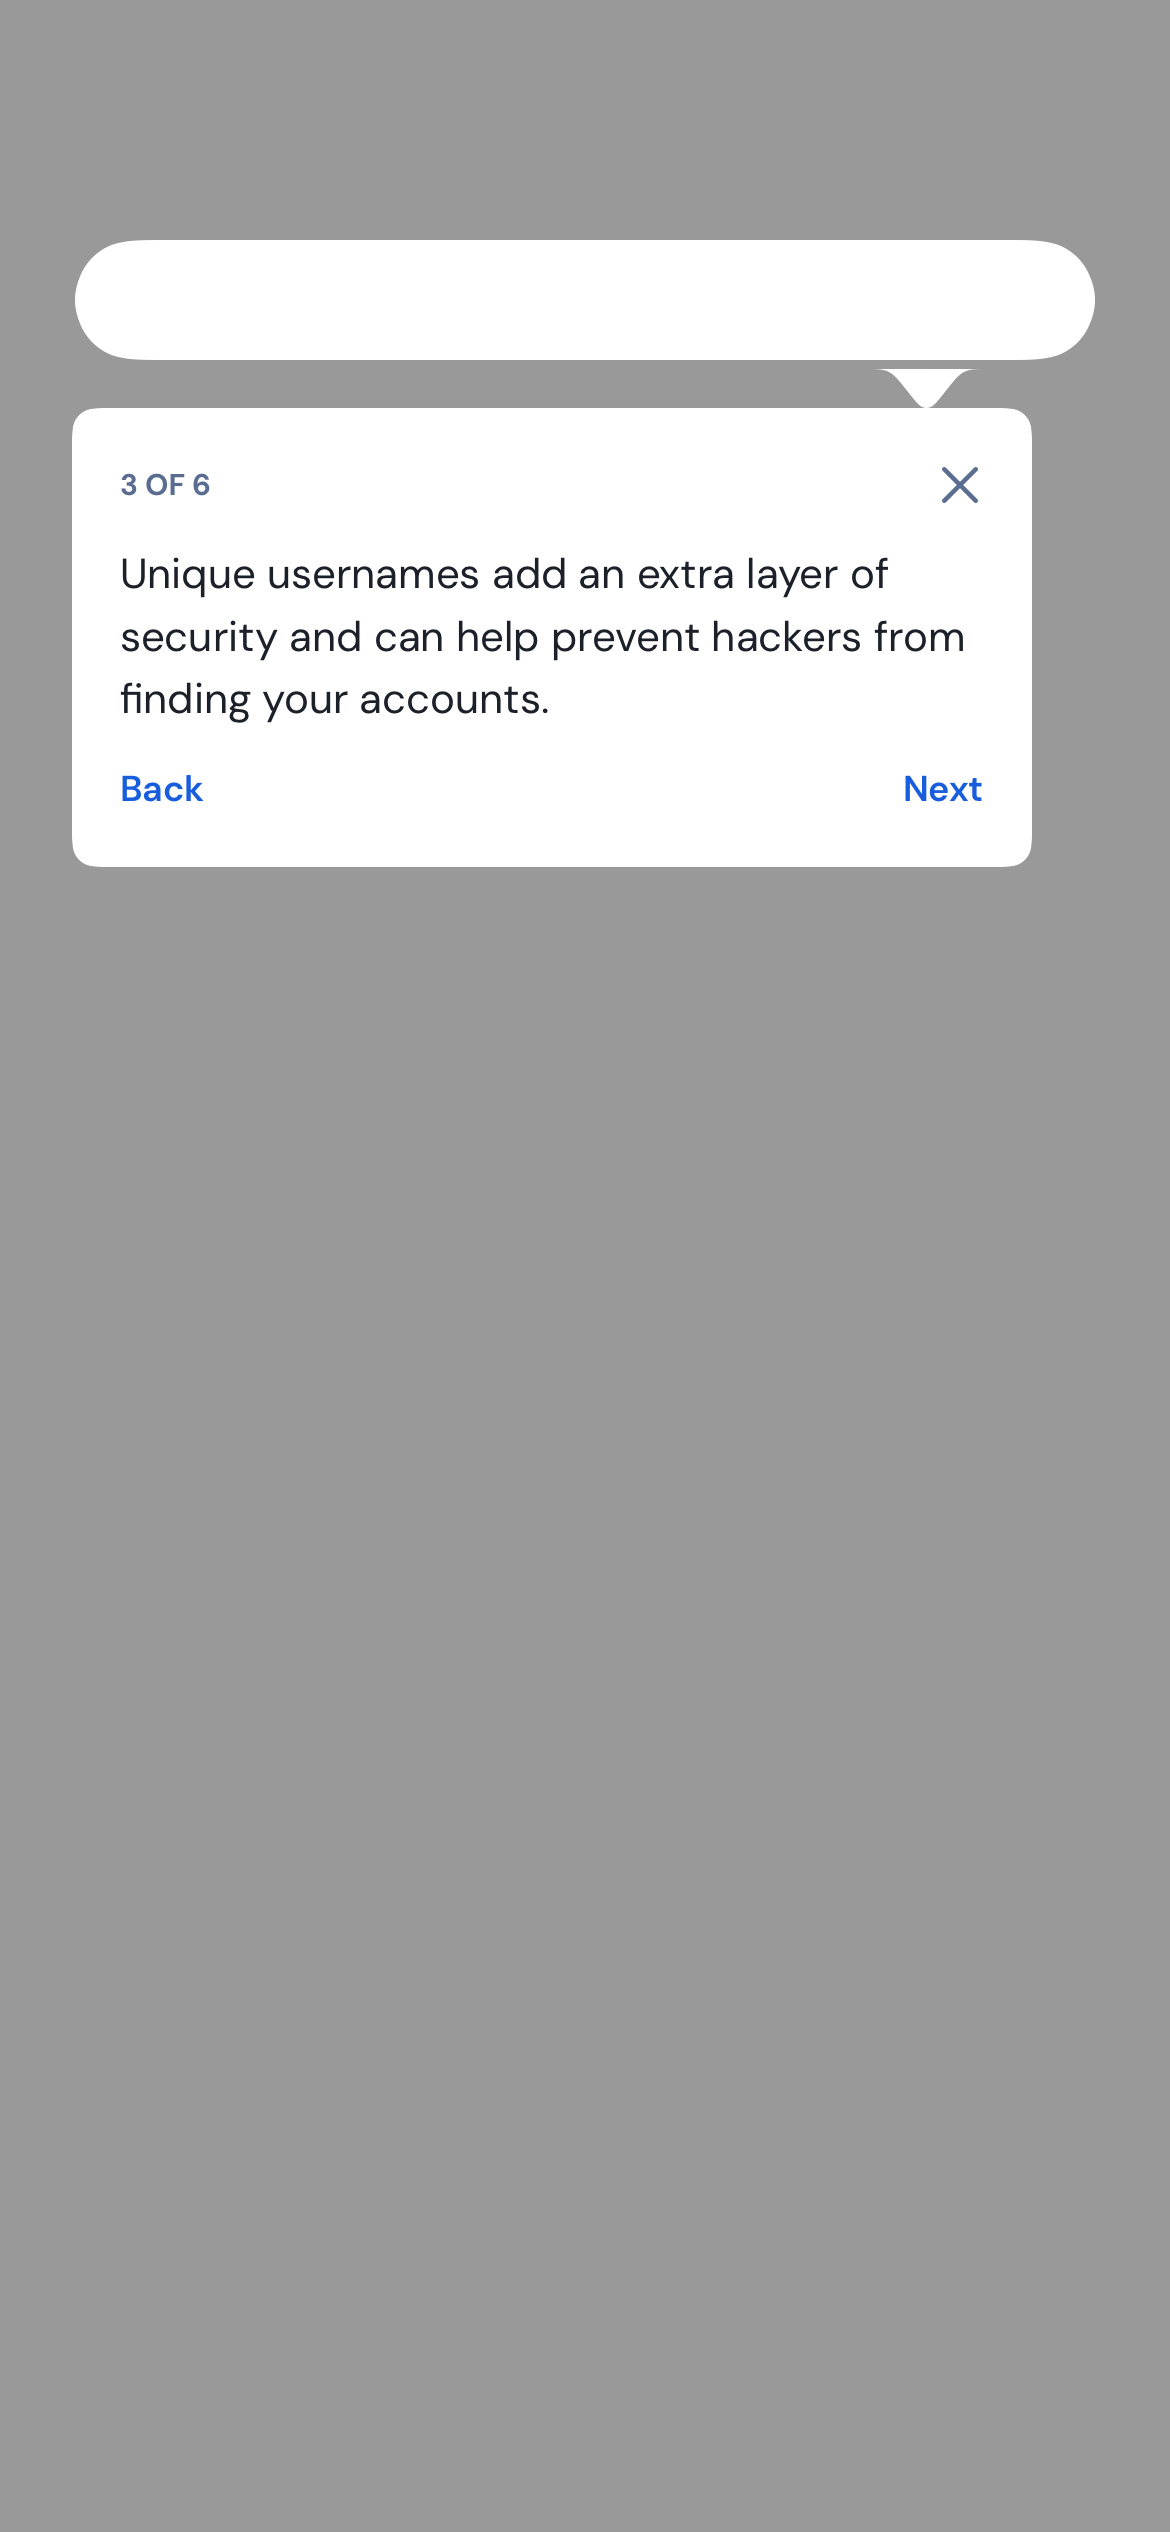 3 OF 6
Unique usernames add an extra layer of
security and can help prevent hackers from
finding your accounts.
Back
Next